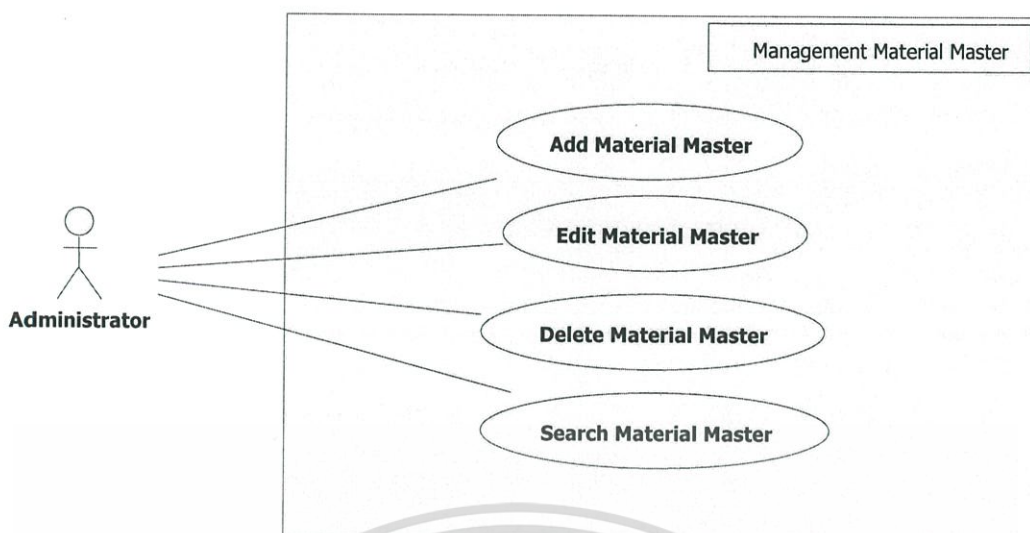 Management Material Master
Add Material Master
Edit Material Master
Administrator
Delete Material Master
Search Material Master